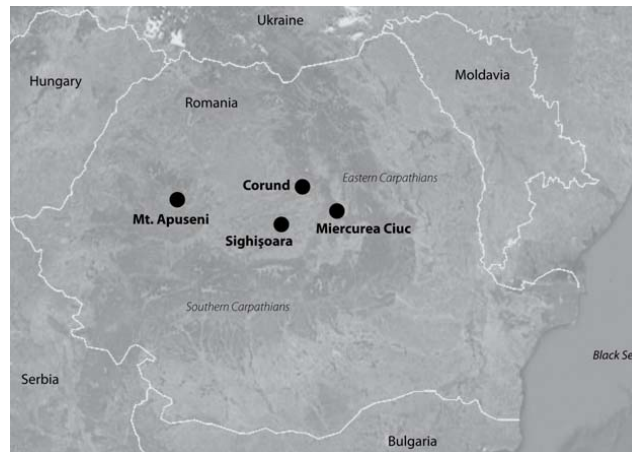 Ukraine
Hungary
Moldavia
Romania
Corund
Eastern Carpathians
Mt. Apuseni
Sighişoara
Miercurea Ciuc
Southern Carpathians
Black Se
Serbia
Bulgaria